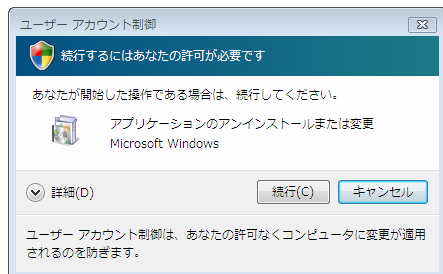 ユーザー アカウント制御
続行するにはあなたの許可が必要です
あなたが開始した操作である場合は、続行してください。
アプリケーションのアンインストールまたは変更
Microsoft Windows
詳細(D)
続行(C)
キャンセル
ユーザー アカウント制御は、あなたの許可なくコンピュータに変更が適用
されるのを防ぎます。